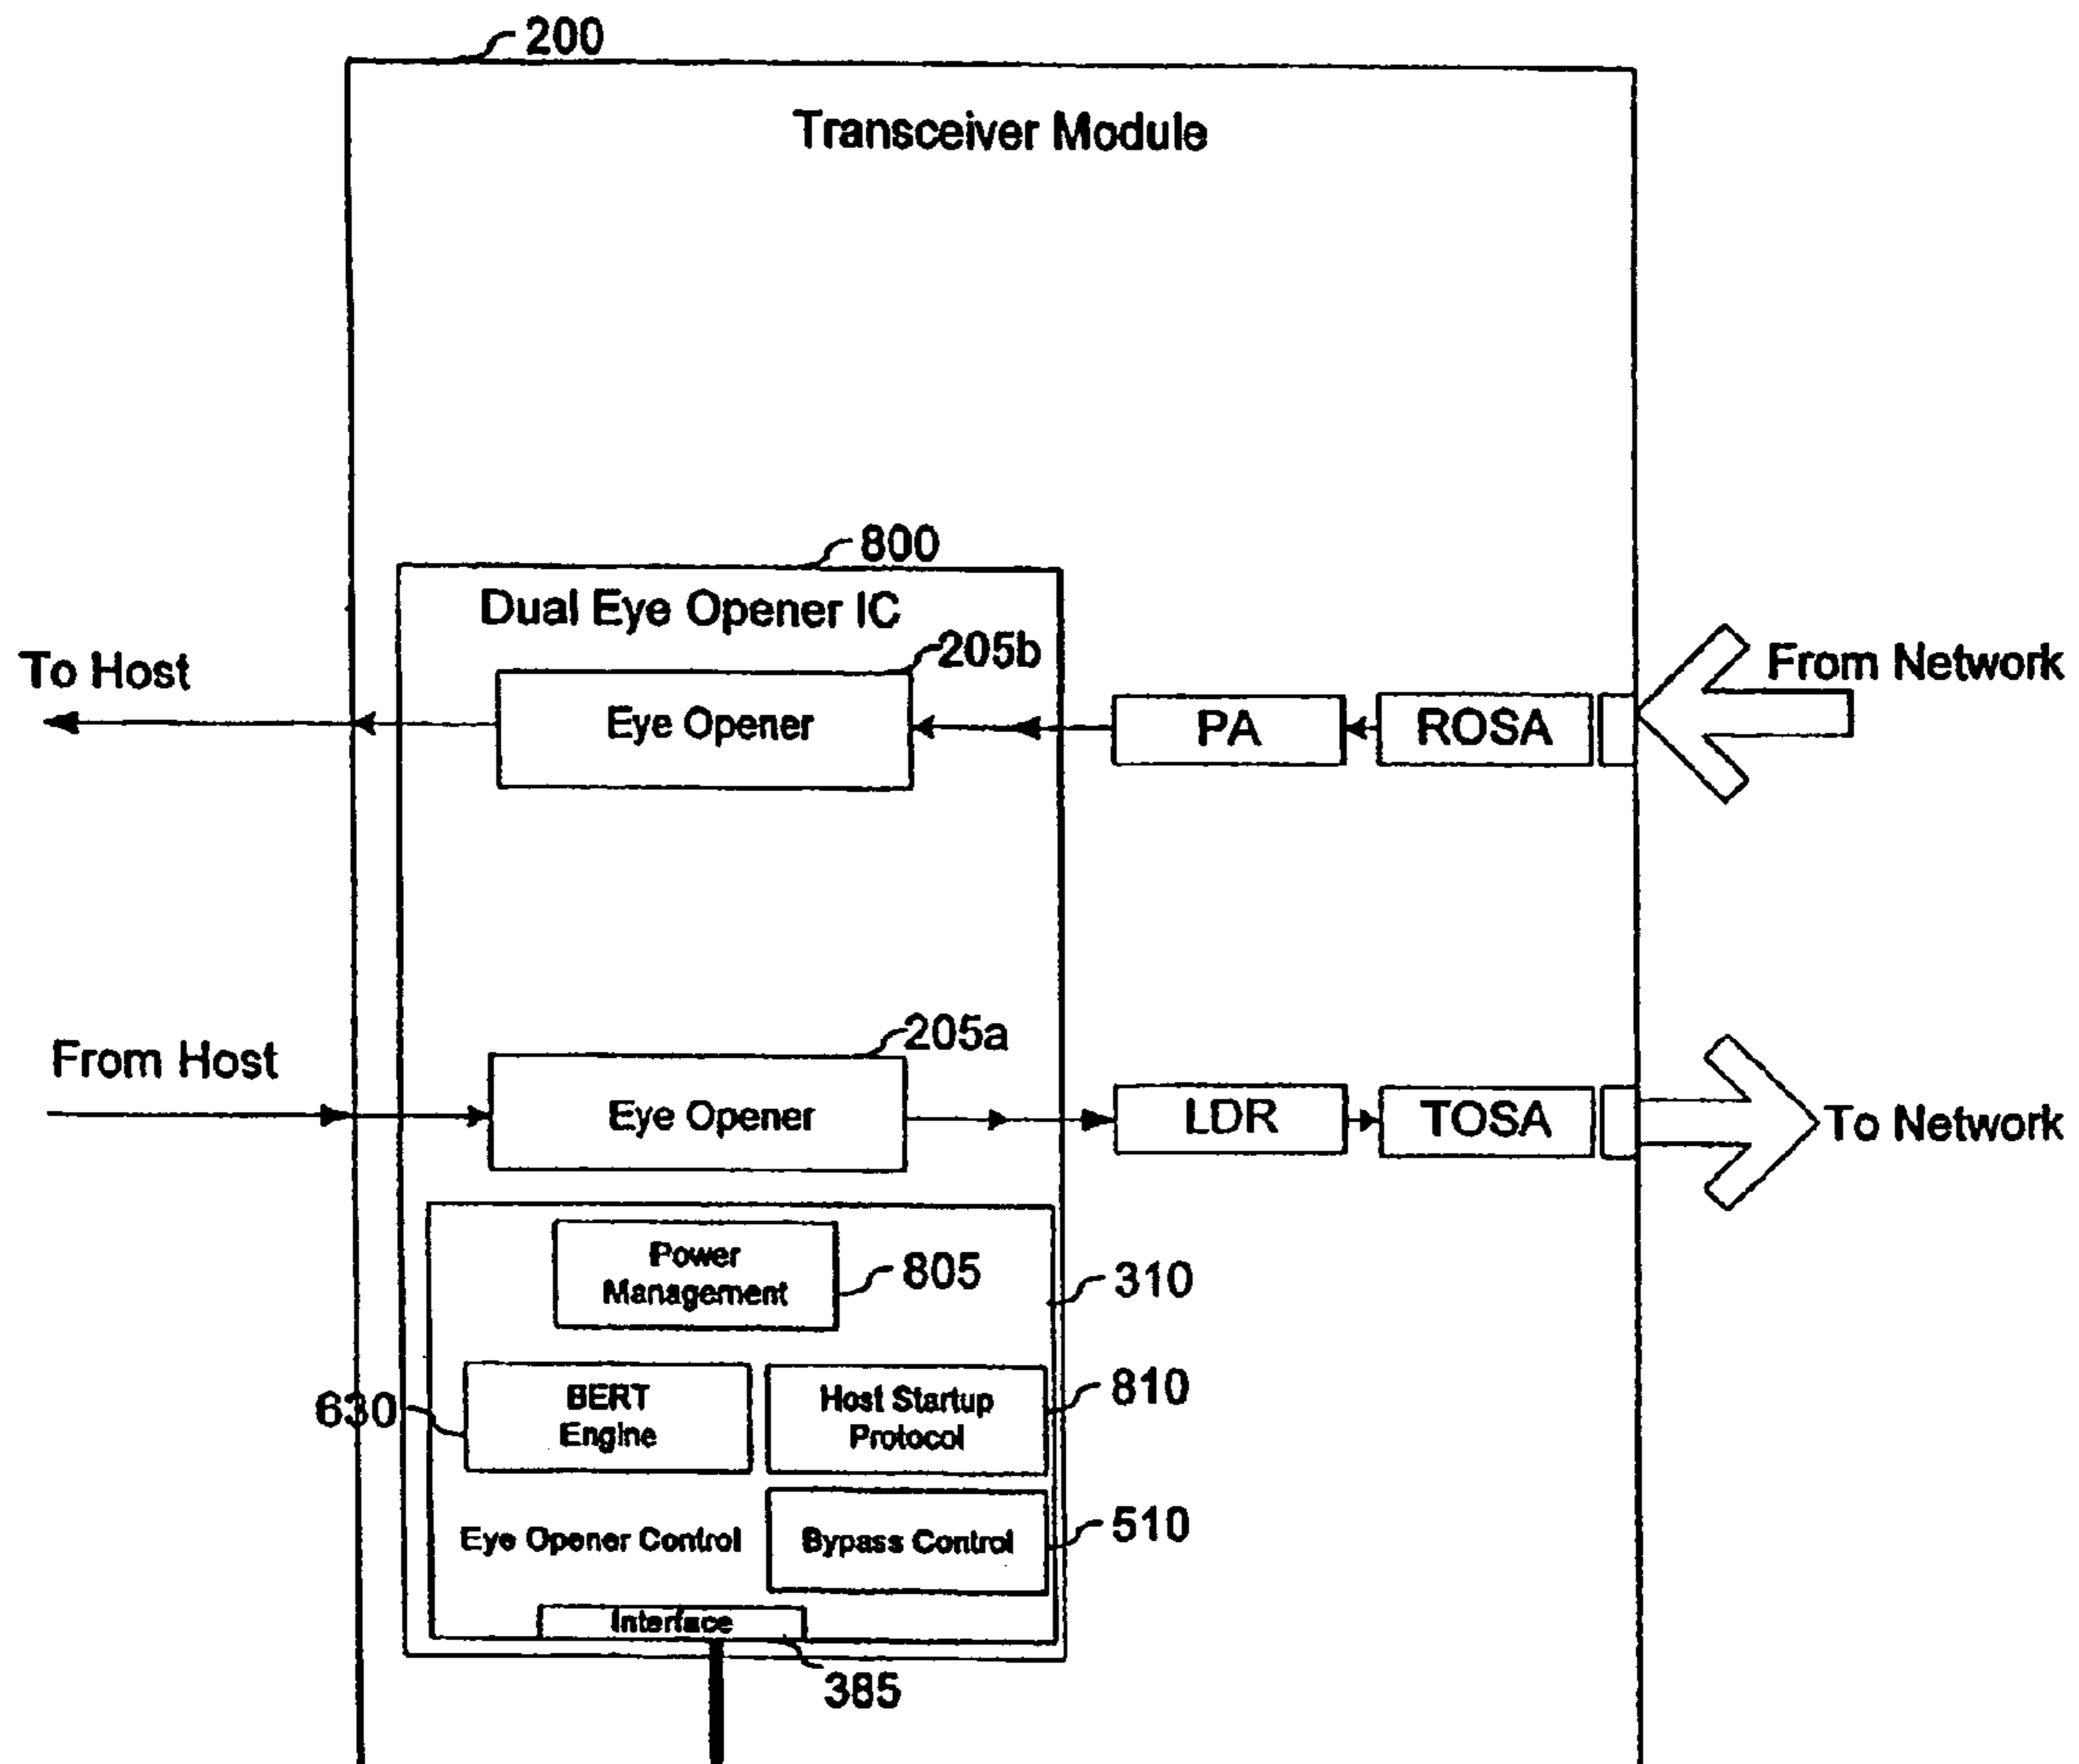 200
Transceiver Module
800
Dual Eye Opener IC
205b
To Host
Eye Opener
PA
ROSA
From Network
205a
From Host
Eye Opener
LDR
TOSA
To Network
Power
Management
805
310
630
BERT
Engine
Host Startup
Protocol
810
Eye Opener Control
Bypass Control
510
Interface
385